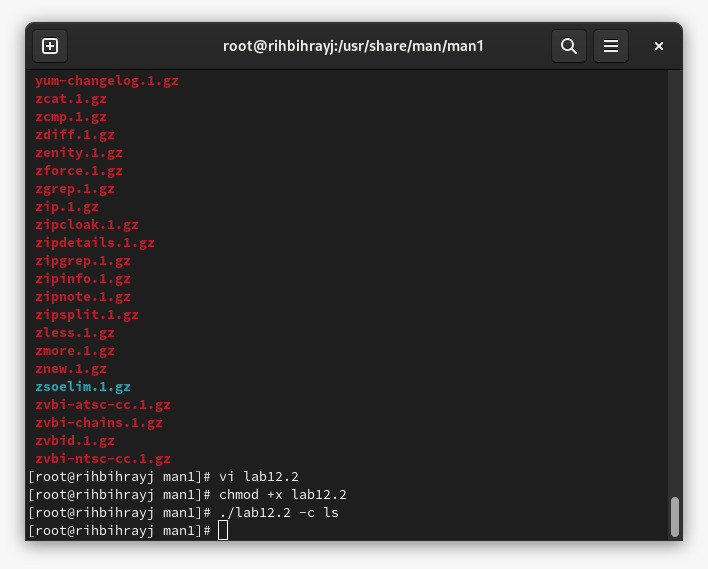 root@rihbihrayj:/usr/share/man/man1
yum-changelog.1.gz
zcat.1.gz
zcmp.1.gz
zdiff.1.gz
zenity.1.gz
zforce.1.gz
zgrep.1.gz
zip.1.gz
zipcloak.1.gz
zipdetails.1.gz
zipgrep.1.gz
zipinfo.1.gz
zipnote.1.gz
zipsplit.1.gz
zless.1.gz
zmore.1.gz
znew.1.gz
zsoelim.1.gz
zvbi-atsc-cc.1.gz
zvbi-chains.1.gz
zvbid.1.gz
zvbi-ntsc-cc.1.gz
[root@rihbihrayj man1]# vi lab12.2
[root@rihbihrayj man1]# chmod +x lab12.2
[root@rihbihrayj man1]# ./lab12.2 -c ls
[root@rihbihrayj man1]#